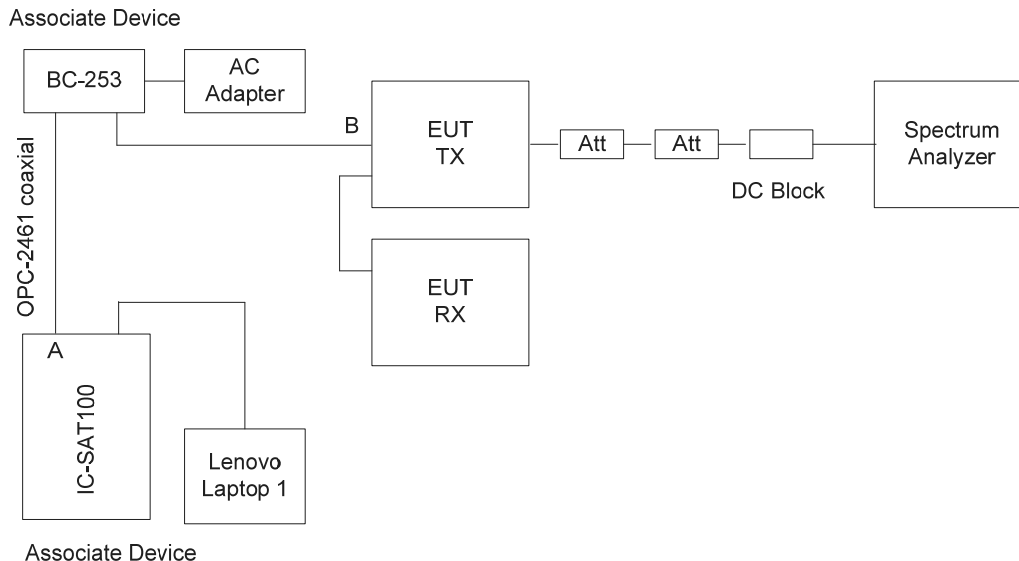 Associate Device
BC-253
AC
Adapter
B
EUT
TX
Att
Att
DC Block
Spectrum
Analyzer
OPC-2461 coaxial
EUT
RX
A
IC-SAT100
Lenovo
Laptop 1
Associate Device